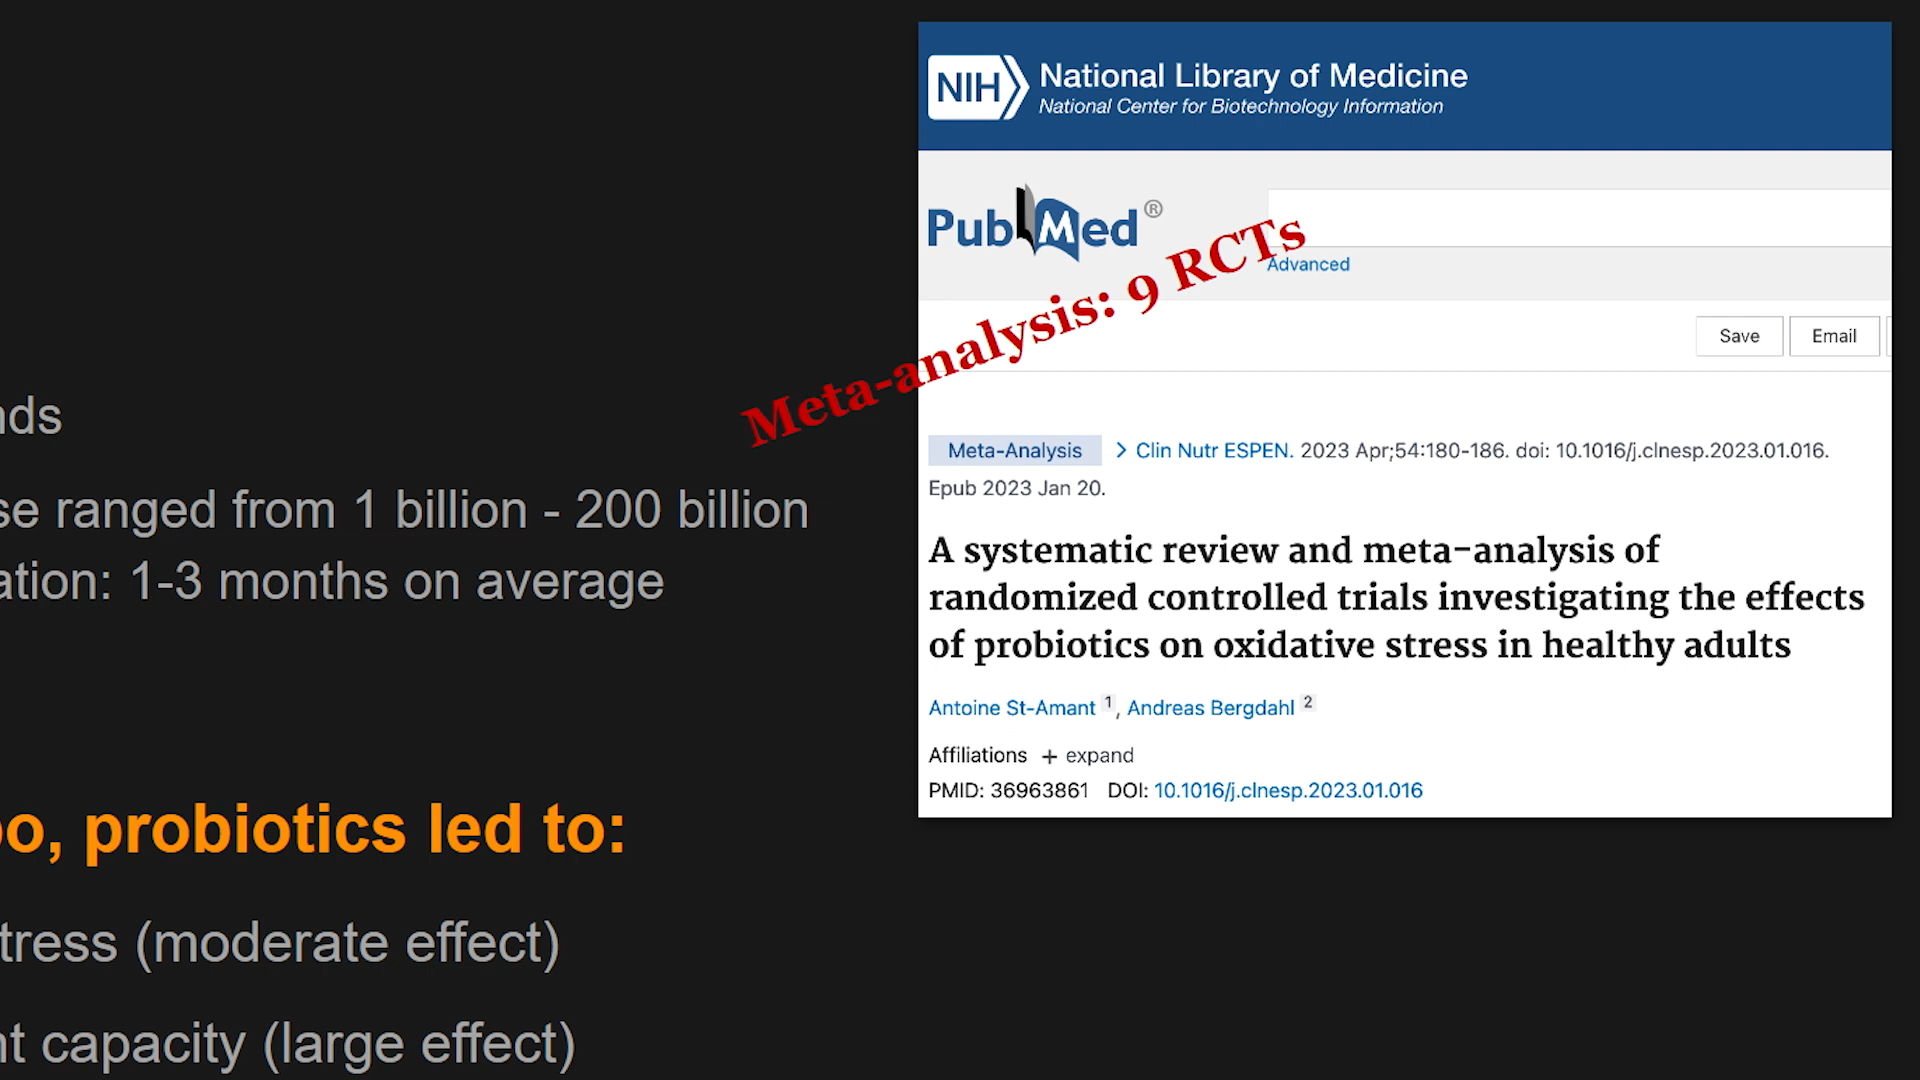 nds
se ranged from 1 billion - 200 billion
ation: 1-3 months on average
oo, probiotics led to:
tress (moderate effect)
nt capacity (large effect)
Meta-analysis: 9 RCTs
NIH National Library of Medicine
National Center for Biotechnology Information
PubMed®
Advanced
Save Email
Meta-Analysis > Clin Nutr ESPEN. 2023 Apr;54:180-186. doi: 10.1016/j.clnesp.2023.01.016.
Epub 2023 Jan 20.
A systematic review and meta-analysis of
randomized controlled trials investigating the effects
of probiotics on oxidative stress in healthy adults
Antoine St-Amant 1, Andreas Bergdahl 2
Affiliations + expand
PMID: 36963861 DOI: 10.1016/j.clnesp.2023.01.016